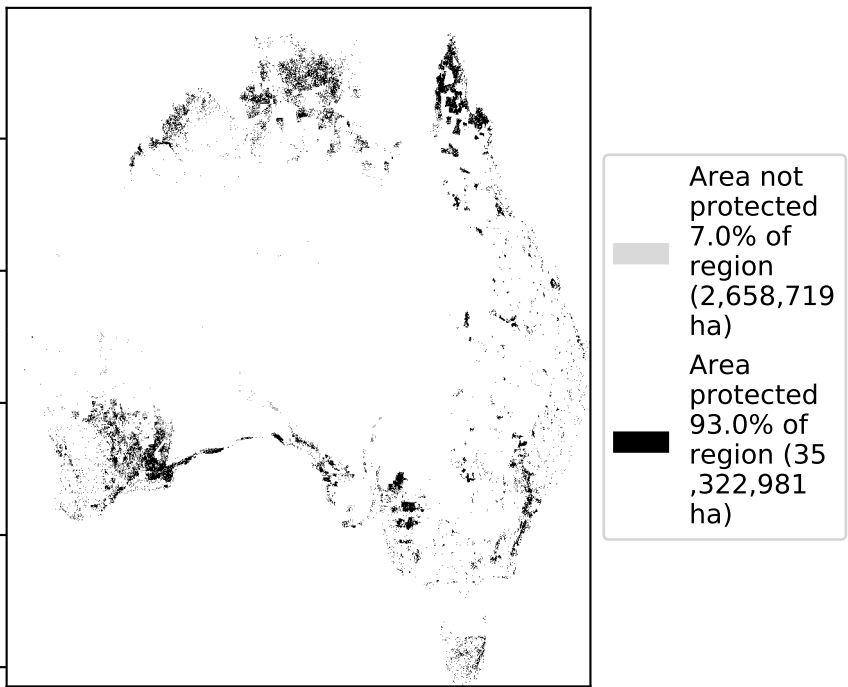 Area not
protected
7.0% of
region
(2,658,719
ha)
Area
protected
93.0% of
region (35
,322,981
ha)